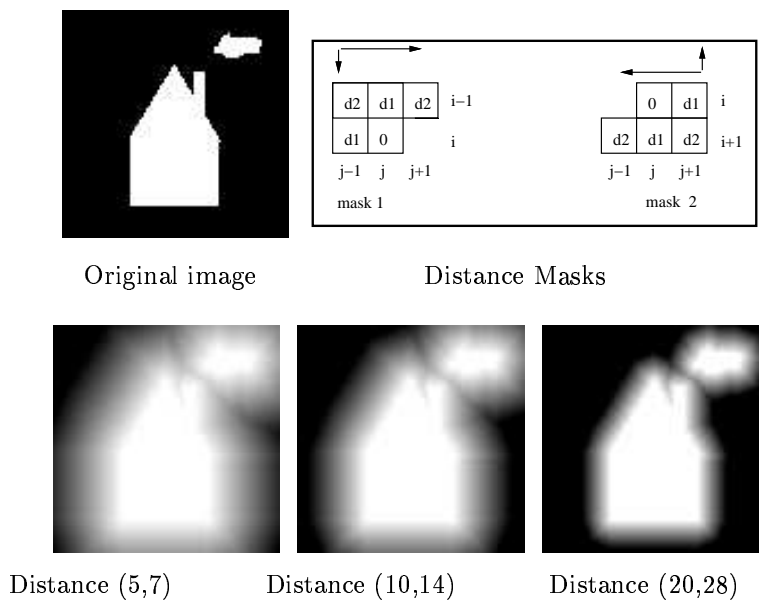 d2 d1 d2 i−1
d1 0 i
j−1 j j+1
mask 1
0 d1 i
d2 d1 d2 i+1
j−1 j j+1
mask 2
Original image
Distance Masks
Distance (5,7)
Distance (10,14)
Distance (20,28)